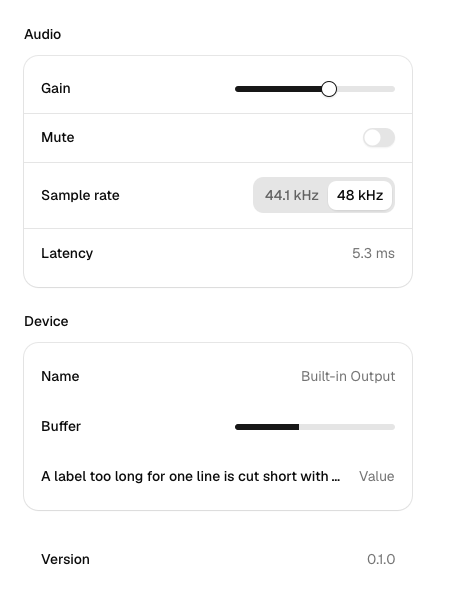 Audio
Gain
Mute
Sample rate 44.1 kHz 48 kHz
Latency 5.3 ms
Device
Name Built-in Output
Buffer
A label too long for one line is cut short with ... Value
Version 0.1.0